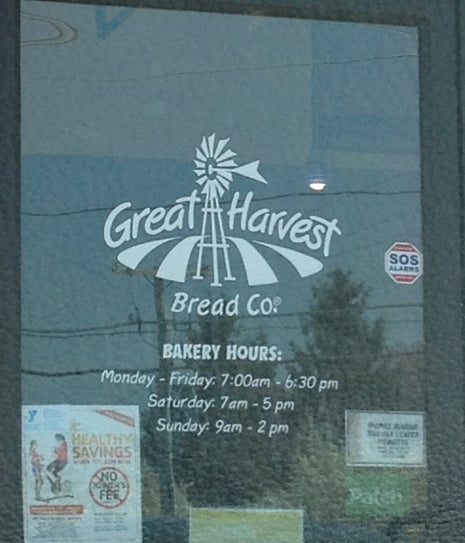 Great Harvest
Bread Co.®
BAKERY HOURS:
Monday - Friday: 7:00am - 6:30 pm
Saturday: 7am - 5 pm
Sunday: 9am - 2 pm
SOS
ALARMS
HEALTHY
SAVINGS
NO
JOINER'S
FEE
Patch